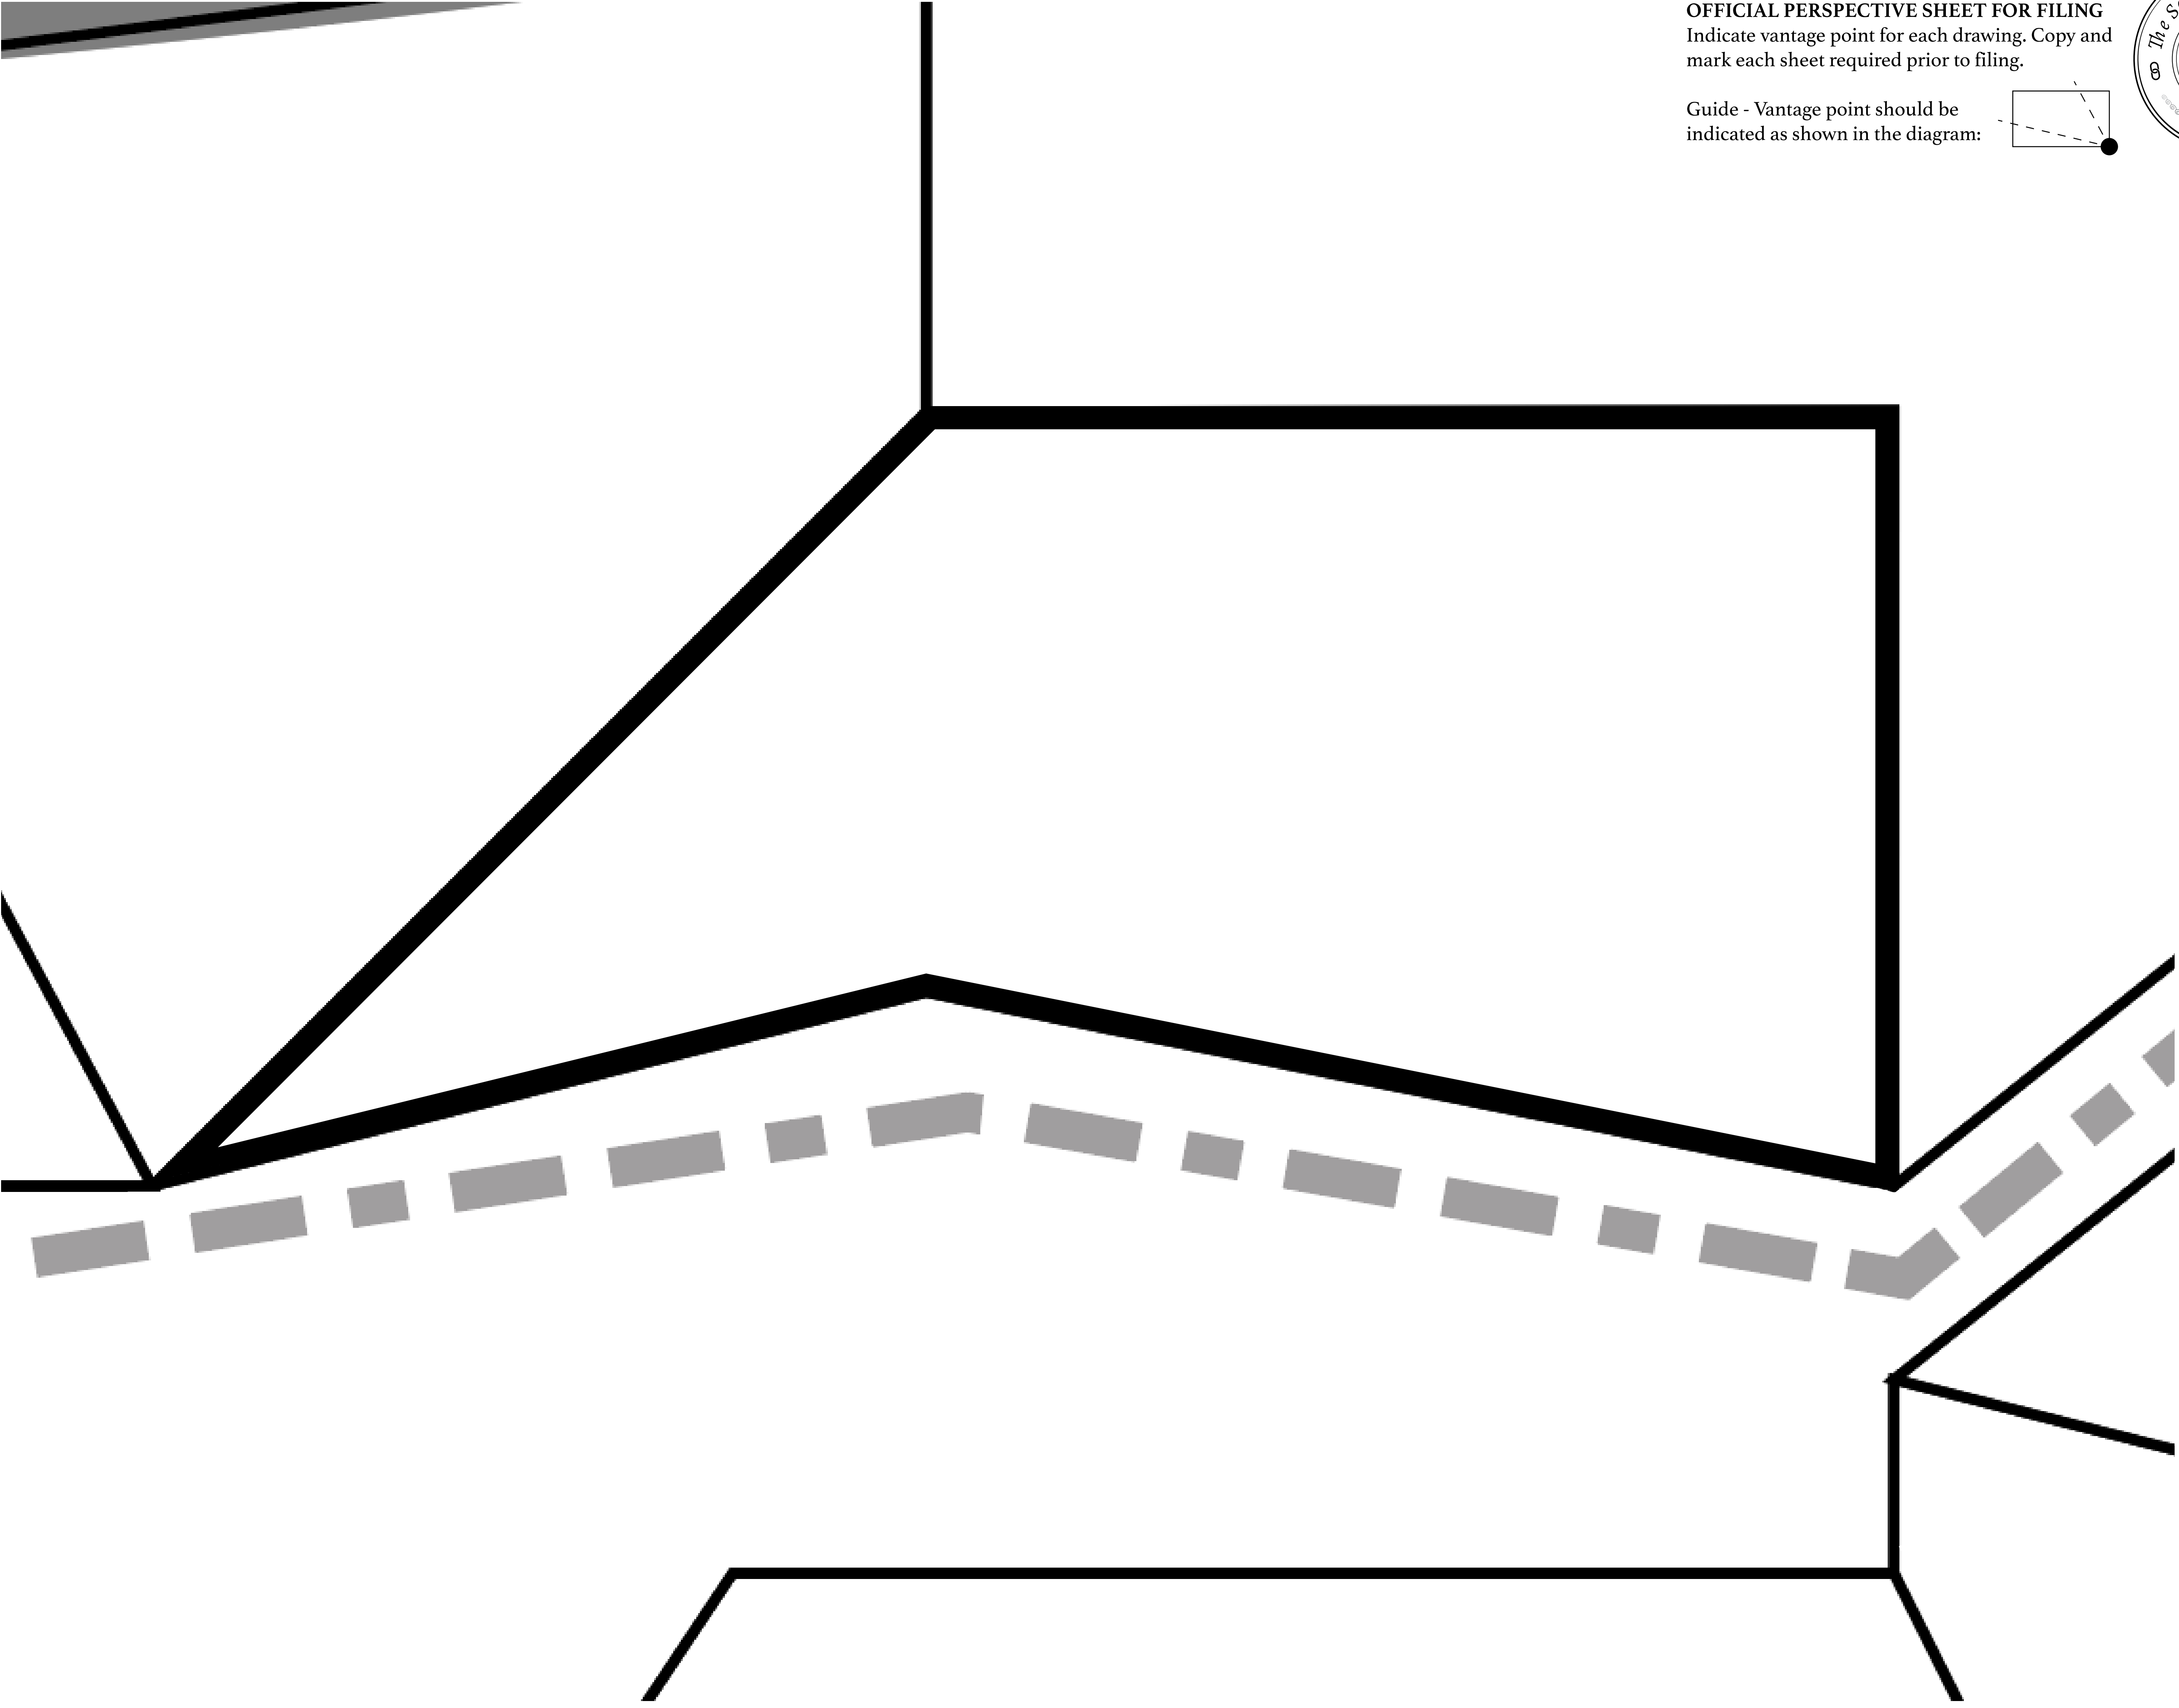 OFFICIAL PERSPECTIVE SHEET FOR FILING
Indicate vantage point for each drawing. Copy and
mark each sheet required prior to filing.
Guide - Vantage point should be
indicated as shown in the diagram:
The